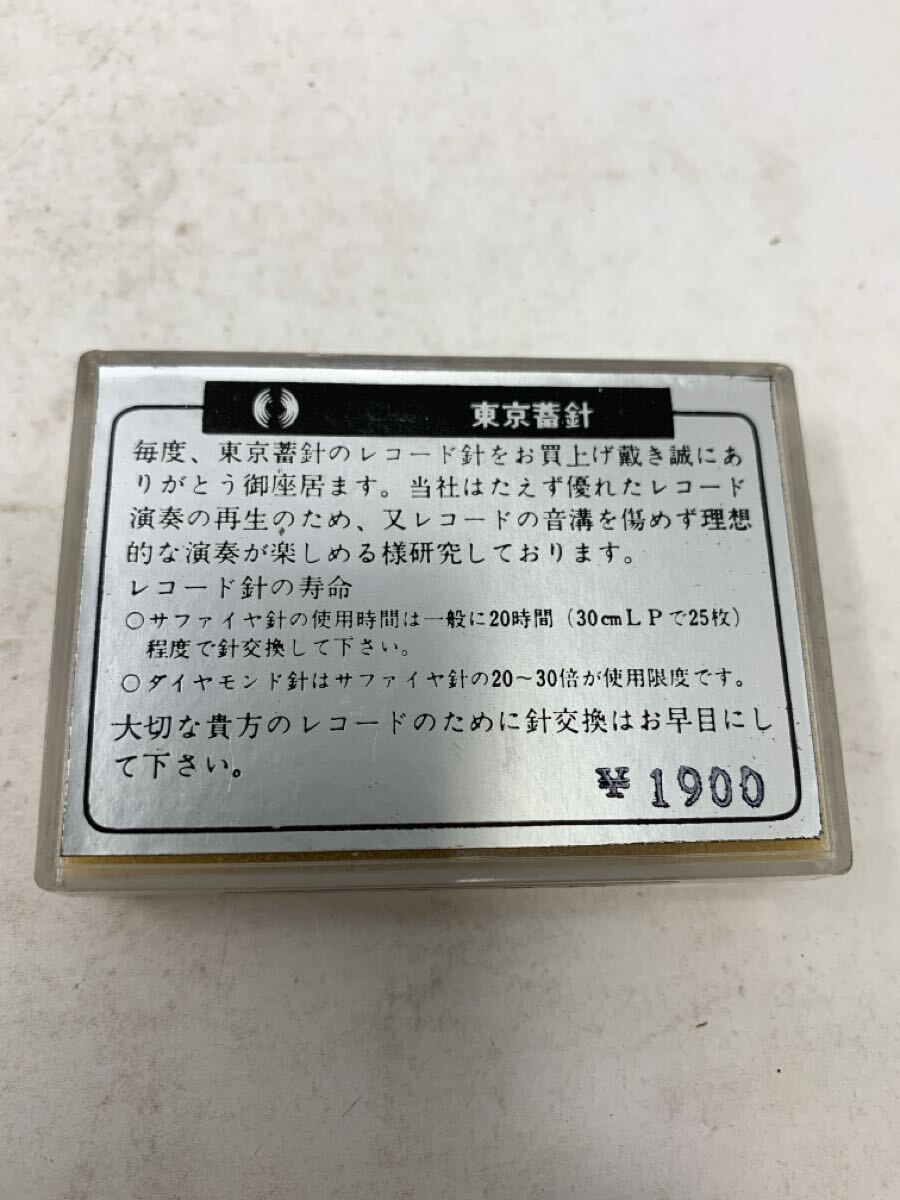 東京蓄針
毎度、東京蓄針のレコード針をお買上げ戴き誠にあ
りがとう御座居ます。当社はたえず優れたレコード
演奏の再生のため、又レコードの音溝を傷めず理想
的な演奏が楽しめる様研究しております。
レコード針の寿命
○サファイヤ針の使用時間は一般に20時間(30cmLPで25枚)
程度で針交換して下さい。
○ダイヤモンド針はサファイヤ針の20〜30倍が使用限度です。
大切な貴方のレコードのために針交換はお早目にし
て下さい。
¥1900